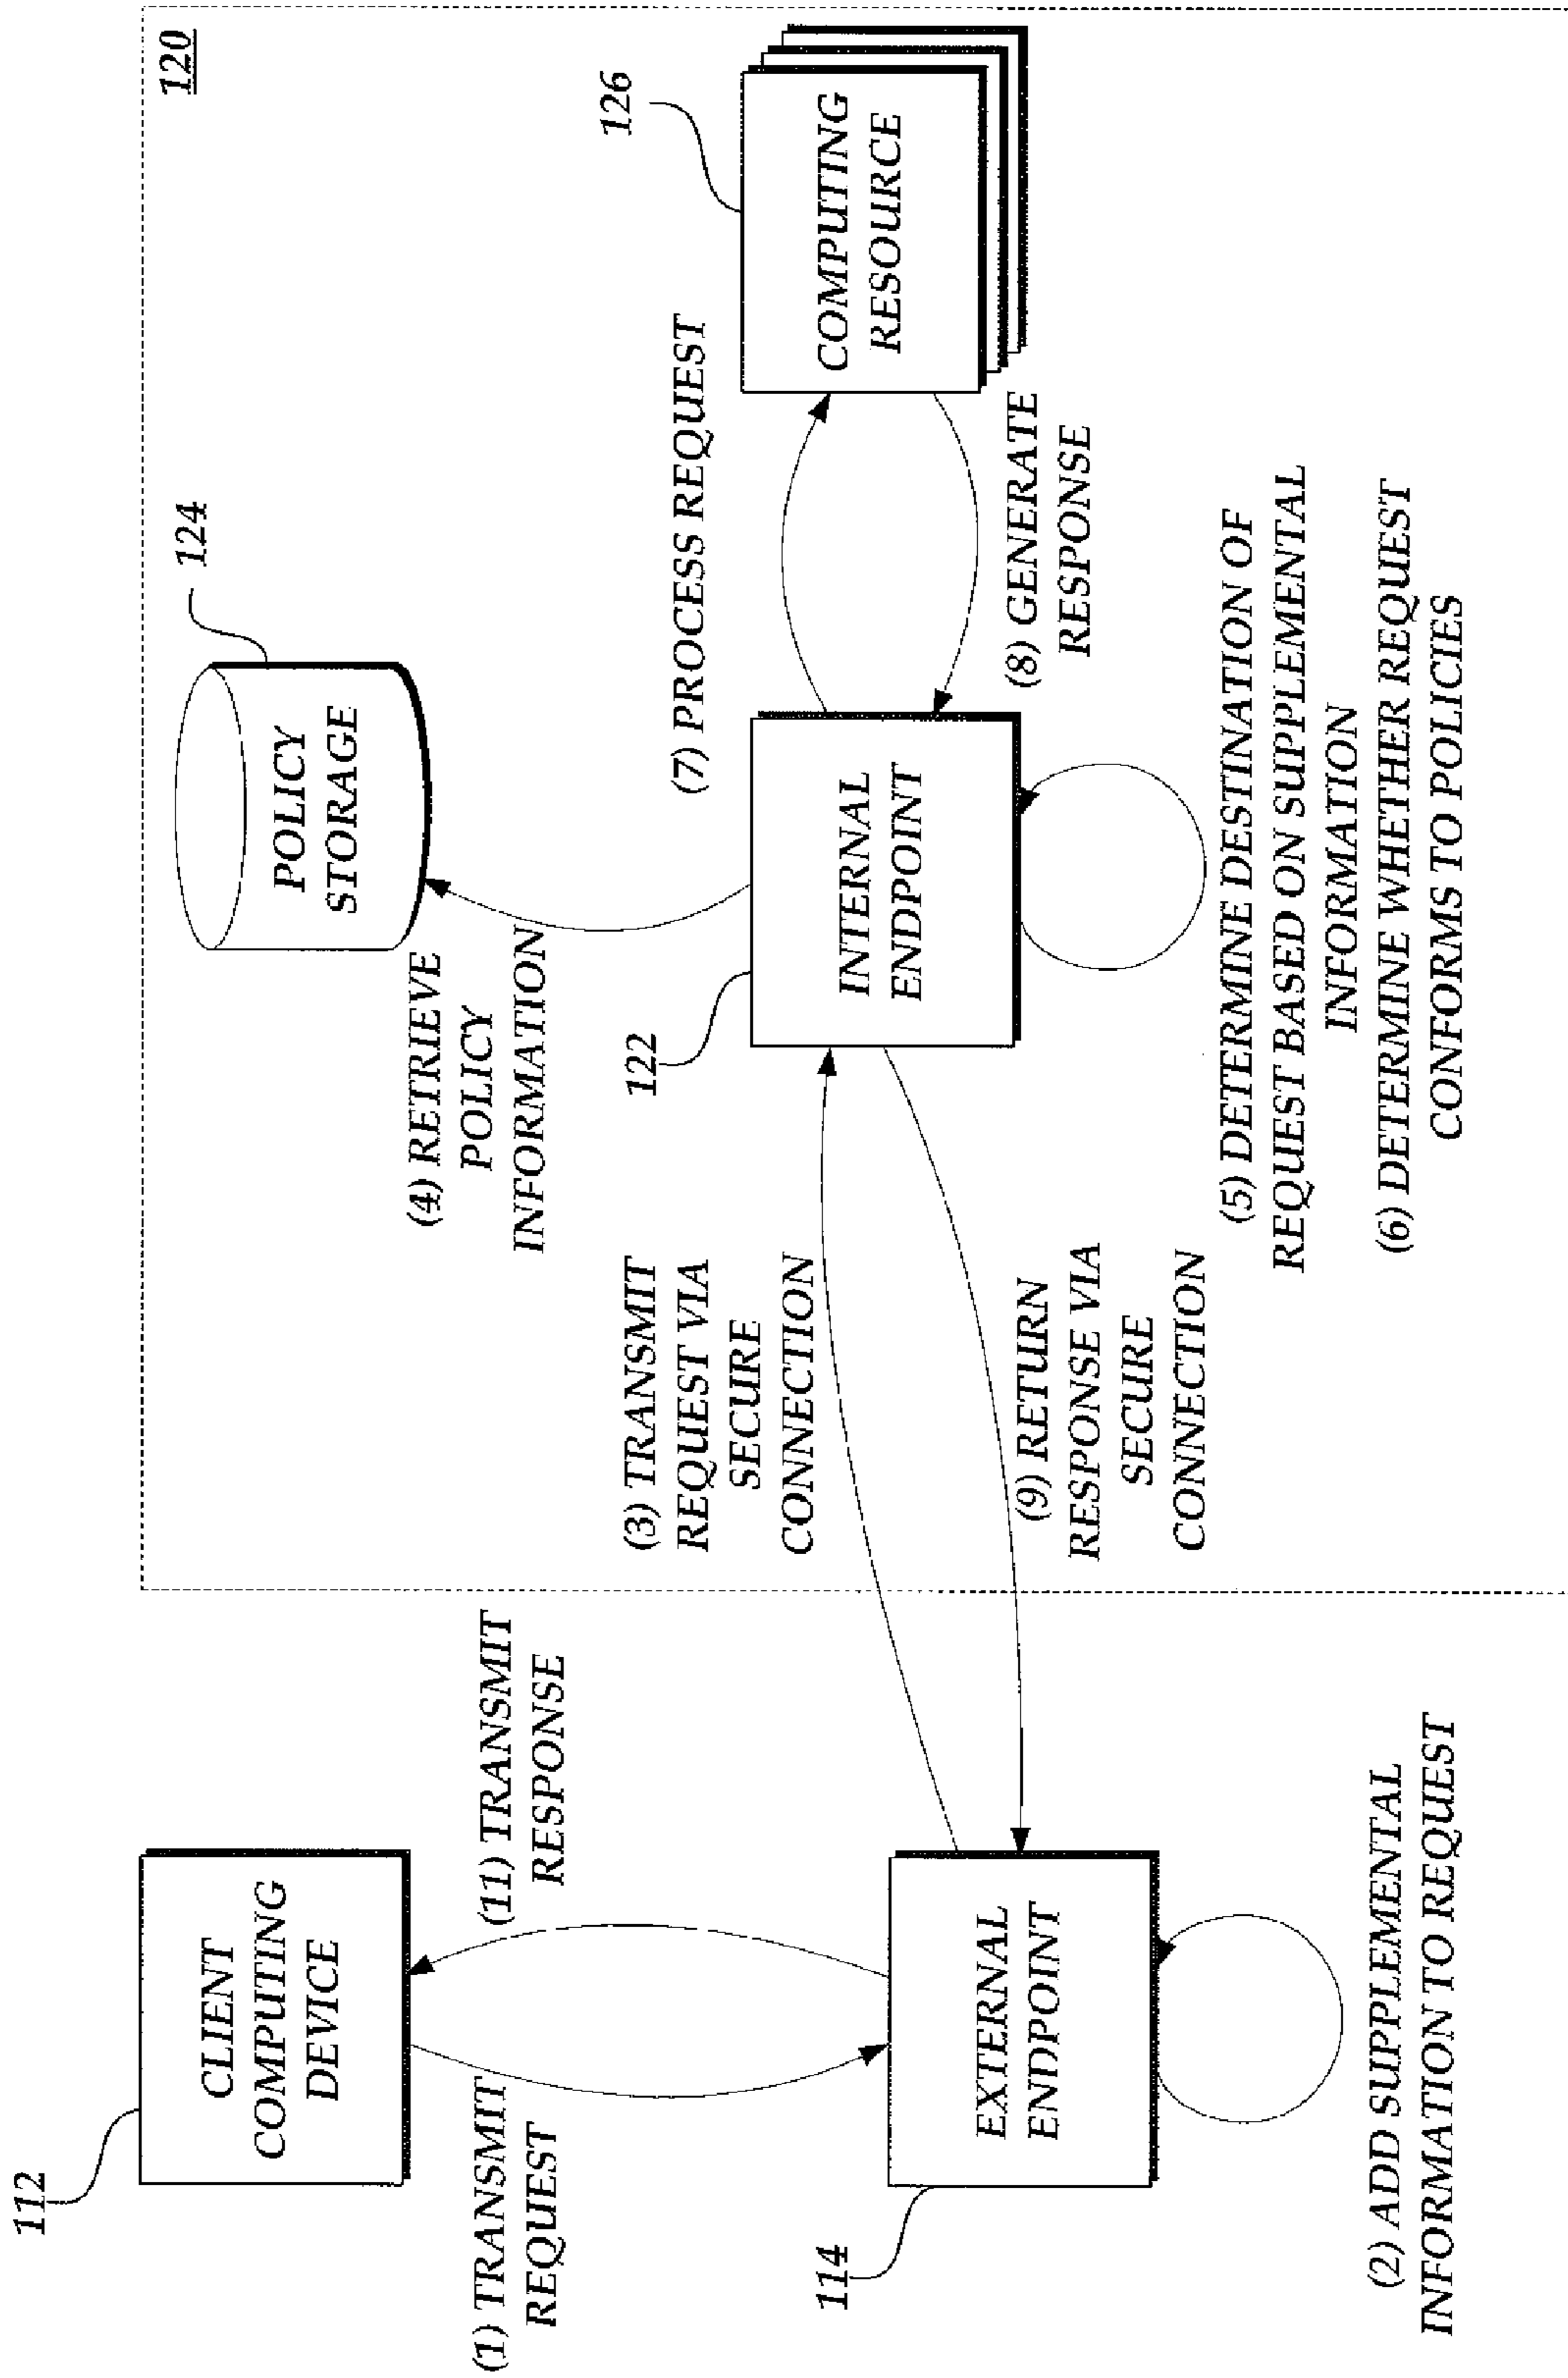 120
112
CLIENT
COMPUTING
DEVICE
(1) TRANSMIT
REQUEST
(11) TRANSMIT
RESPONSE
114
EXTERNAL
ENDPOINT
(2) ADD SUPPLEMENTAL
INFORMATION TO REQUEST
(3) TRANSMIT
REQUEST VIA
SECURE
CONNECTION
(9) RETURN
RESPONSE VIA
SECURE
CONNECTION
124
POLICY
STORAGE
(4) RETRIEVE
POLICY
INFORMATION
122
INTERNAL
ENDPOINT
(5) DETERMINE DESTINATION OF
REQUEST BASED ON SUPPLEMENTAL
INFORMATION
(6) DETERMINE WHETHER REQUEST
CONFORMS TO POLICIES
(7) PROCESS REQUEST
(8) GENERATE
RESPONSE
126
COMPUTING
RESOURCE